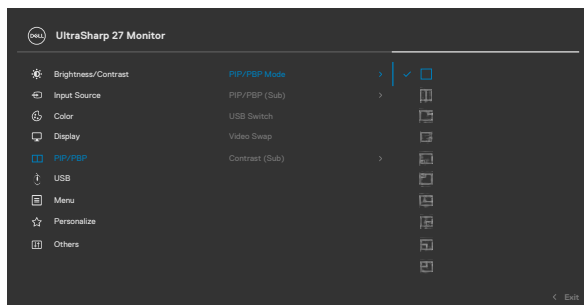 DELL UltraSharp 27 Monitor
Brightness/Contrast PIP/PBP Mode
Input Source PIP/PBP (Sub)
Color USB Switch
Display Video Swap
PIP/PBP Contrast (Sub)
USB
Menu
Personalize
Others
Exit